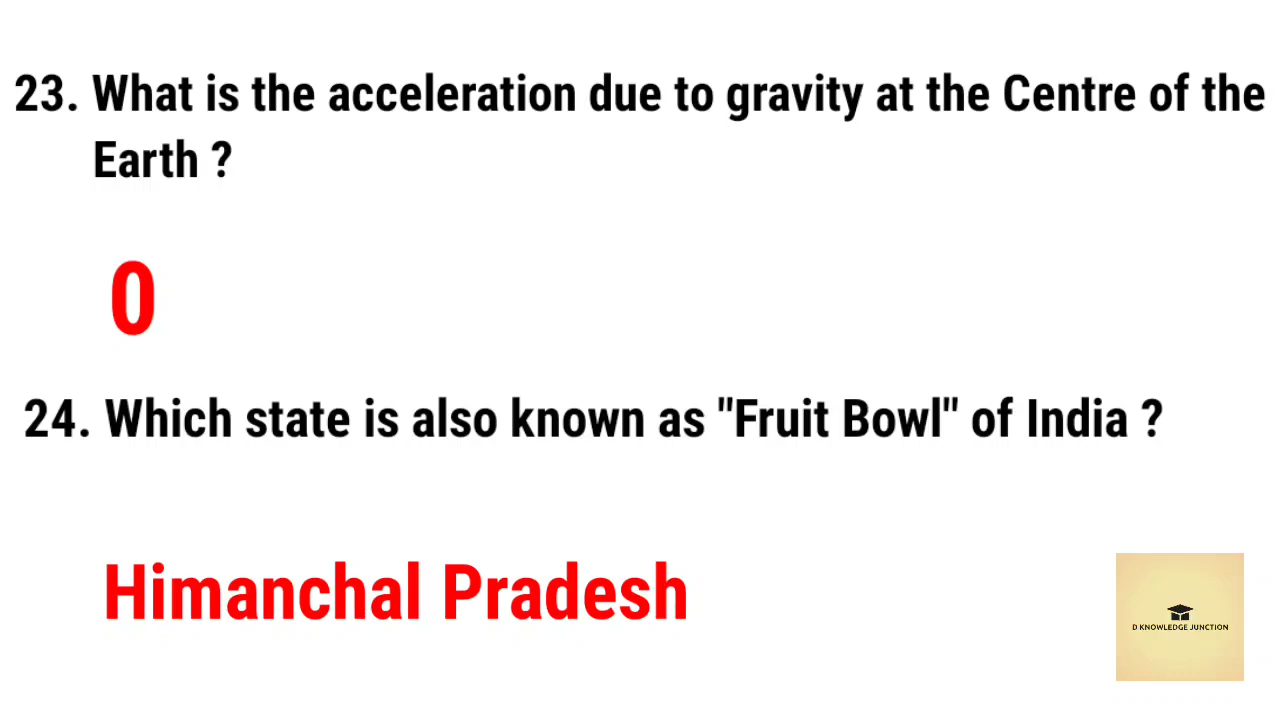 23. What is the acceleration due to gravity at the Centre of the
Earth ?
0
24. Which state is also known as "Fruit Bowl" of India ?
Himanchal Pradesh
D KNOWLEDGE JUNCTION